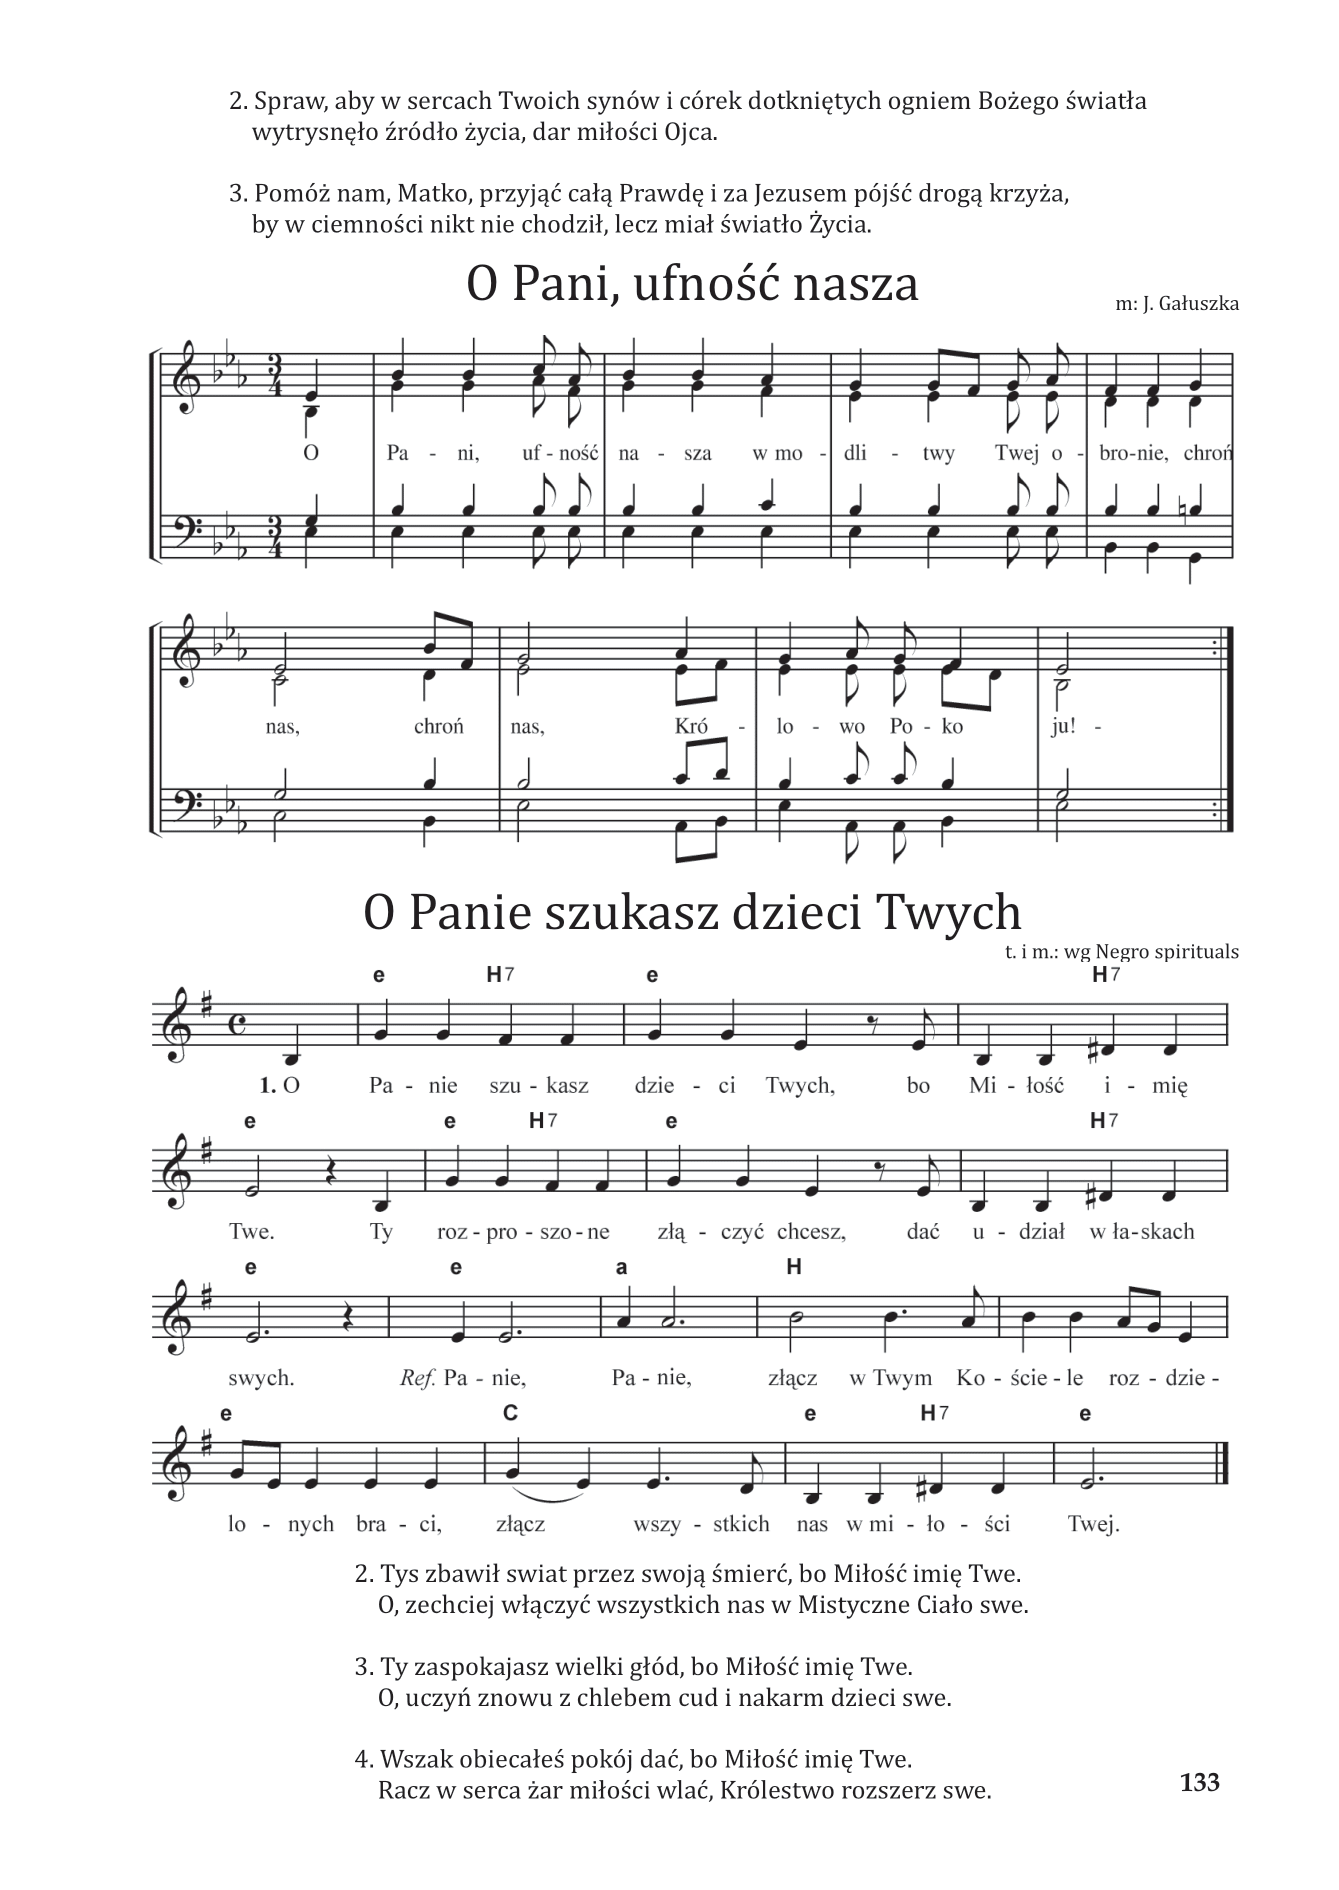 2. Spraw, aby w sercach Twoich synów i córek dotkniętych ogniem Bożego światła
wytrysnęło źródło życia, dar miłości Ojca.
3. Pomóż nam, Matko, przyjąć całą Prawdę i za Jezusem pójść drogą krzyża,
by w ciemności nikt nie chodził, lecz miał światło Życia.
O Pani, ufność nasza
m: J. Gałuszka
O Pa - ni, uf - ność na - sza w mo - dli - twy Twej o - bro-nie, chroń
nas, chroń nas, Kró - lo - wo Po - ko ju! -
O Panie szukasz dzieci Twych
t. i m.: wg Negro spirituals
e H7 e H7
1. O Pa - nie szu - kasz dzie - ci Twych, bo Mi - łość i - mię
e e H7 e H7
Twe. Ty roz - pro - szo - ne złą - czyć chcesz, dać u - dział w ła-skach
e e a H
swych. Ref. Pa - nie, Pa - nie, złącz w Twym Ko - ście - le roz - dzie -
e C e H7 e
lo - nych bra - ci, złącz wszy - stkich nas w mi - ło - ści Twej.
2. Tys zbawił swiat przez swoją śmierć, bo Miłość imię Twe.
O, zechciej włączyć wszystkich nas w Mistyczne Ciało swe.
3. Ty zaspokajasz wielki głód, bo Miłość imię Twe.
O, uczyń znowu z chlebem cud i nakarm dzieci swe.
4. Wszak obiecałeś pokój dać, bo Miłość imię Twe.
Racz w serca żar miłości wlać, Królestwo rozszerz swe.
133